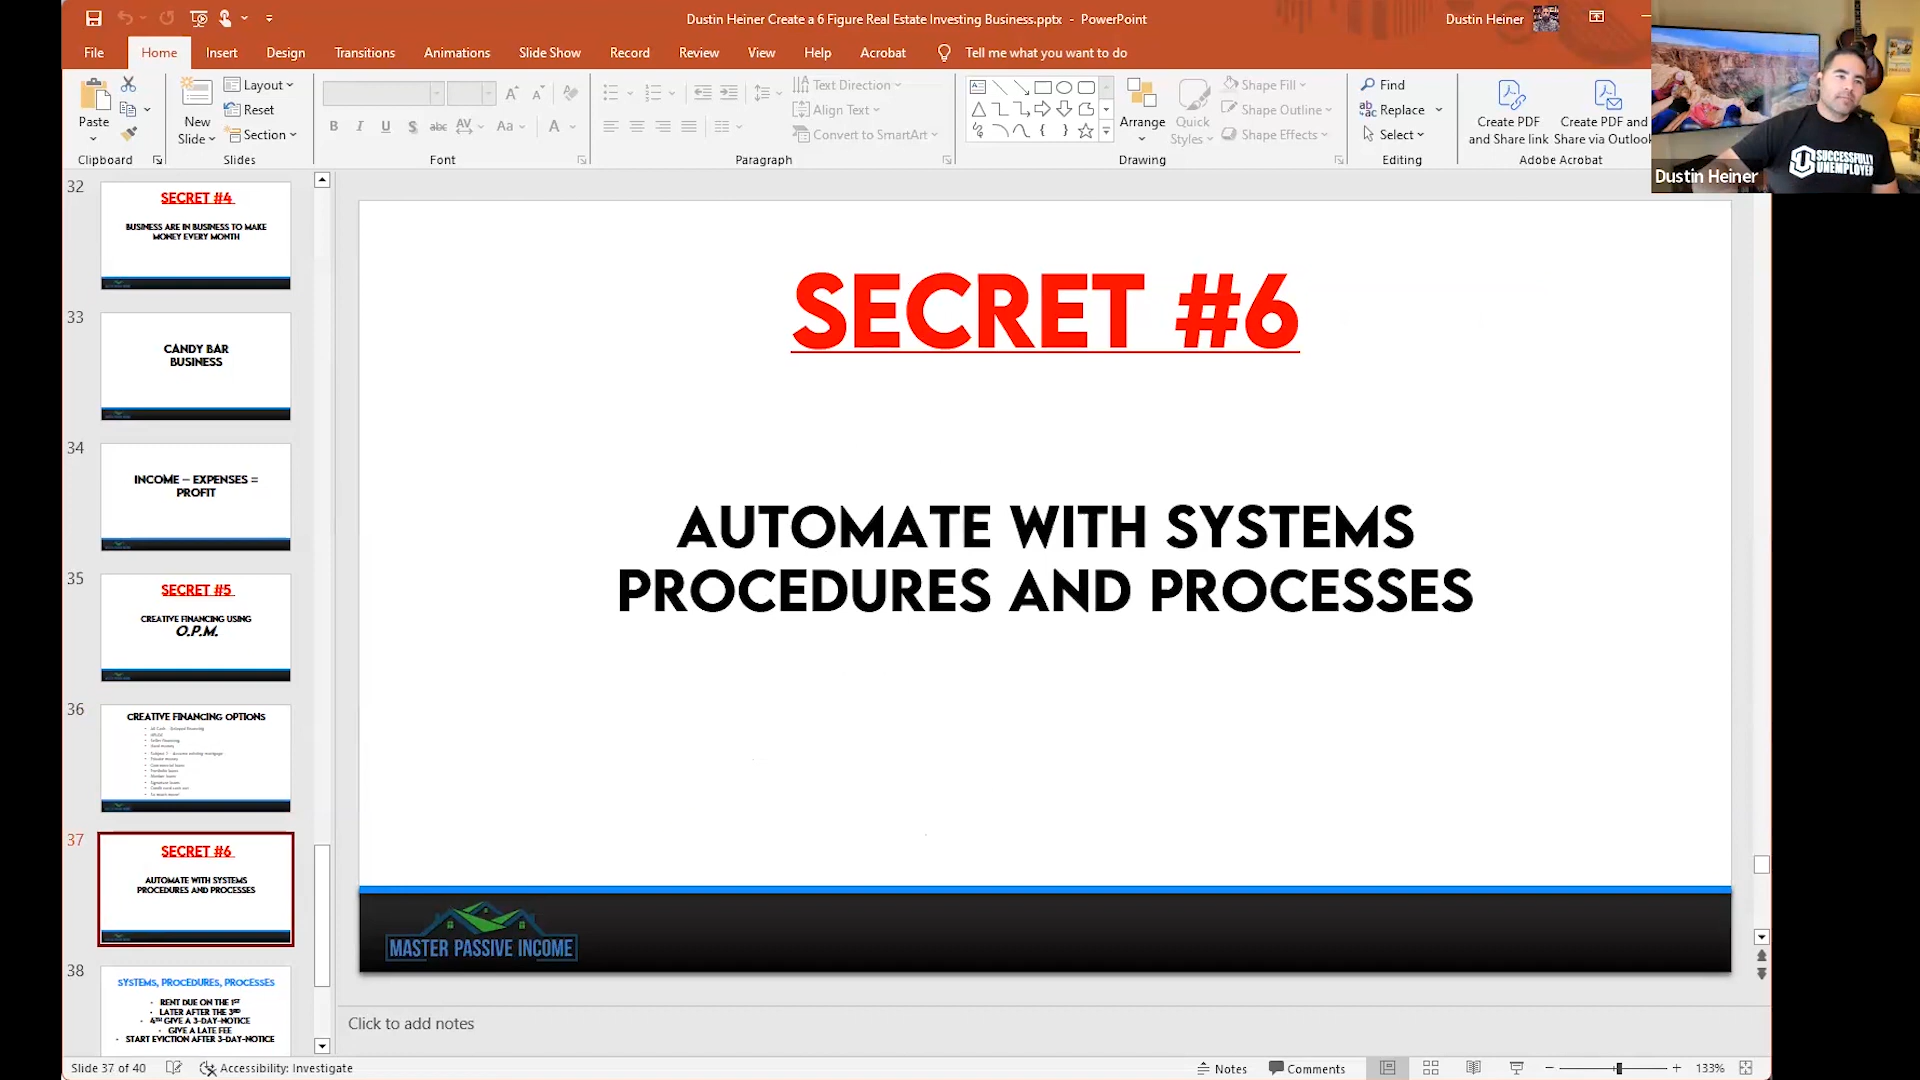 Dustin Heiner Create a 6 Figure Real Estate Investing Business.pptx - PowerPoint
Dustin Heiner
File Home Insert Design Transitions Animations Slide Show Record Review View Help Acrobat Tell me what you want to do
Paste
Clipboard
New
Slide
Layout
Reset
Section
Slides
Font
Text Direction
Align Text
Convert to SmartArt
Paragraph
Arrange
Quick
Styles
Shape Fill
Shape Outline
Shape Effects
Drawing
Find
Replace
Select
Editing
Create PDF
and Share link
Create PDF and
Share via Outlook
Adobe Acrobat
SUCCESSFULLY
UNEMPLOYED
Dustin Heiner
32
SECRET #4
BUSINESS ARE IN BUSINESS TO MAKE
MONEY EVERY MONTH
33
CANDY BAR
BUSINESS
34
INCOME – EXPENSES =
PROFIT
35
SECRET #5
CREATIVE FINANCING USING
O.P.M.
36
CREATIVE FINANCING OPTIONS
37
SECRET #6
AUTOMATE WITH SYSTEMS
PROCEDURES AND PROCESSES
38
SYSTEMS, PROCEDURES, PROCESSES
• RENT DUE ON THE 1ST
• LATER AFTER THE 3RD
• 4TH GIVE A 3-DAY-NOTICE
• GIVE A LATE FEE
• START EVICTION AFTER 3-DAY-NOTICE
SECRET #6
AUTOMATE WITH SYSTEMS
PROCEDURES AND PROCESSES
MASTER PASSIVE INCOME
Click to add notes
Slide 37 of 40 Accessibility: Investigate Notes Comments 133%